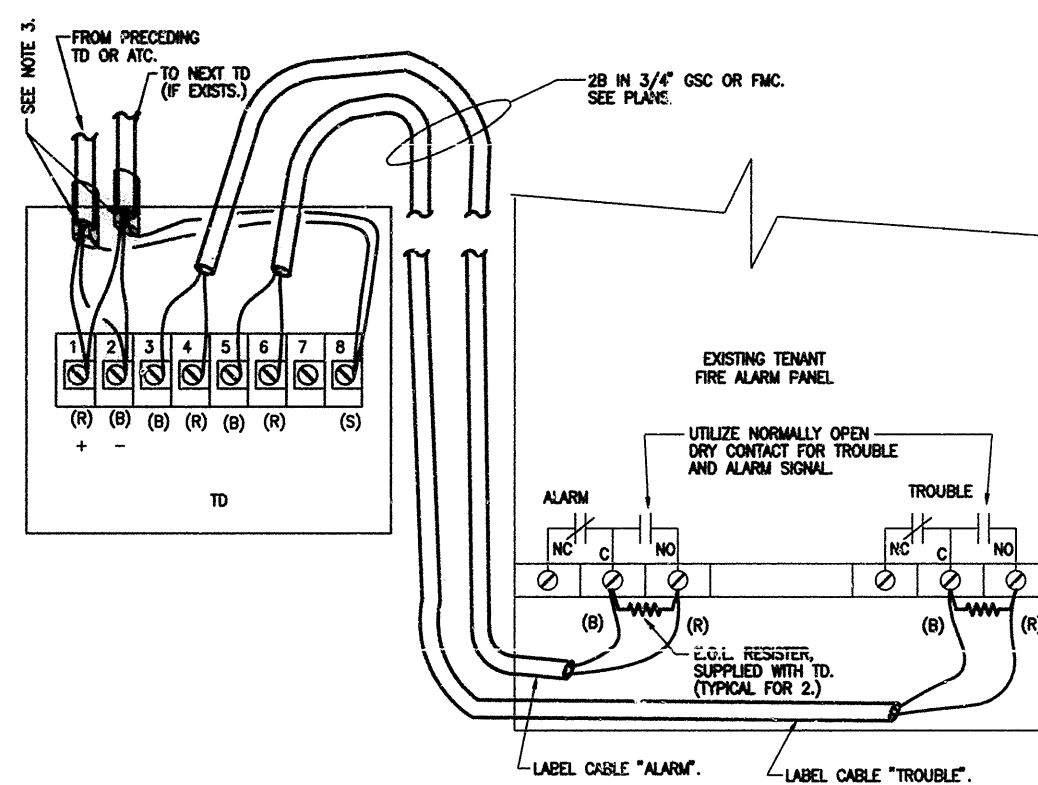 SEE NOTE 3.
FROM PRECEDING
TD OR ATC.
TO NEXT TD
(IF EXISTS.)
2B IN 3/4" GSC OR FMC.
SEE PLANS.
1 2 3 4 5 6 7 8
(R) (B) (B) (R) (B) (R) (S)
+ −
TD
EXISTING TENANT
FIRE ALARM PANEL
UTILIZE NORMALLY OPEN
DRY CONTACT FOR TROUBLE
AND ALARM SIGNAL.
ALARM
TROUBLE
NC C NO
NC C NO
(B) (R)
(B) (R)
E.O.L. RESISTER,
SUPPLIED WITH TD.
(TYPICAL FOR 2.)
LABEL CABLE "ALARM".
LABEL CABLE "TROUBLE".